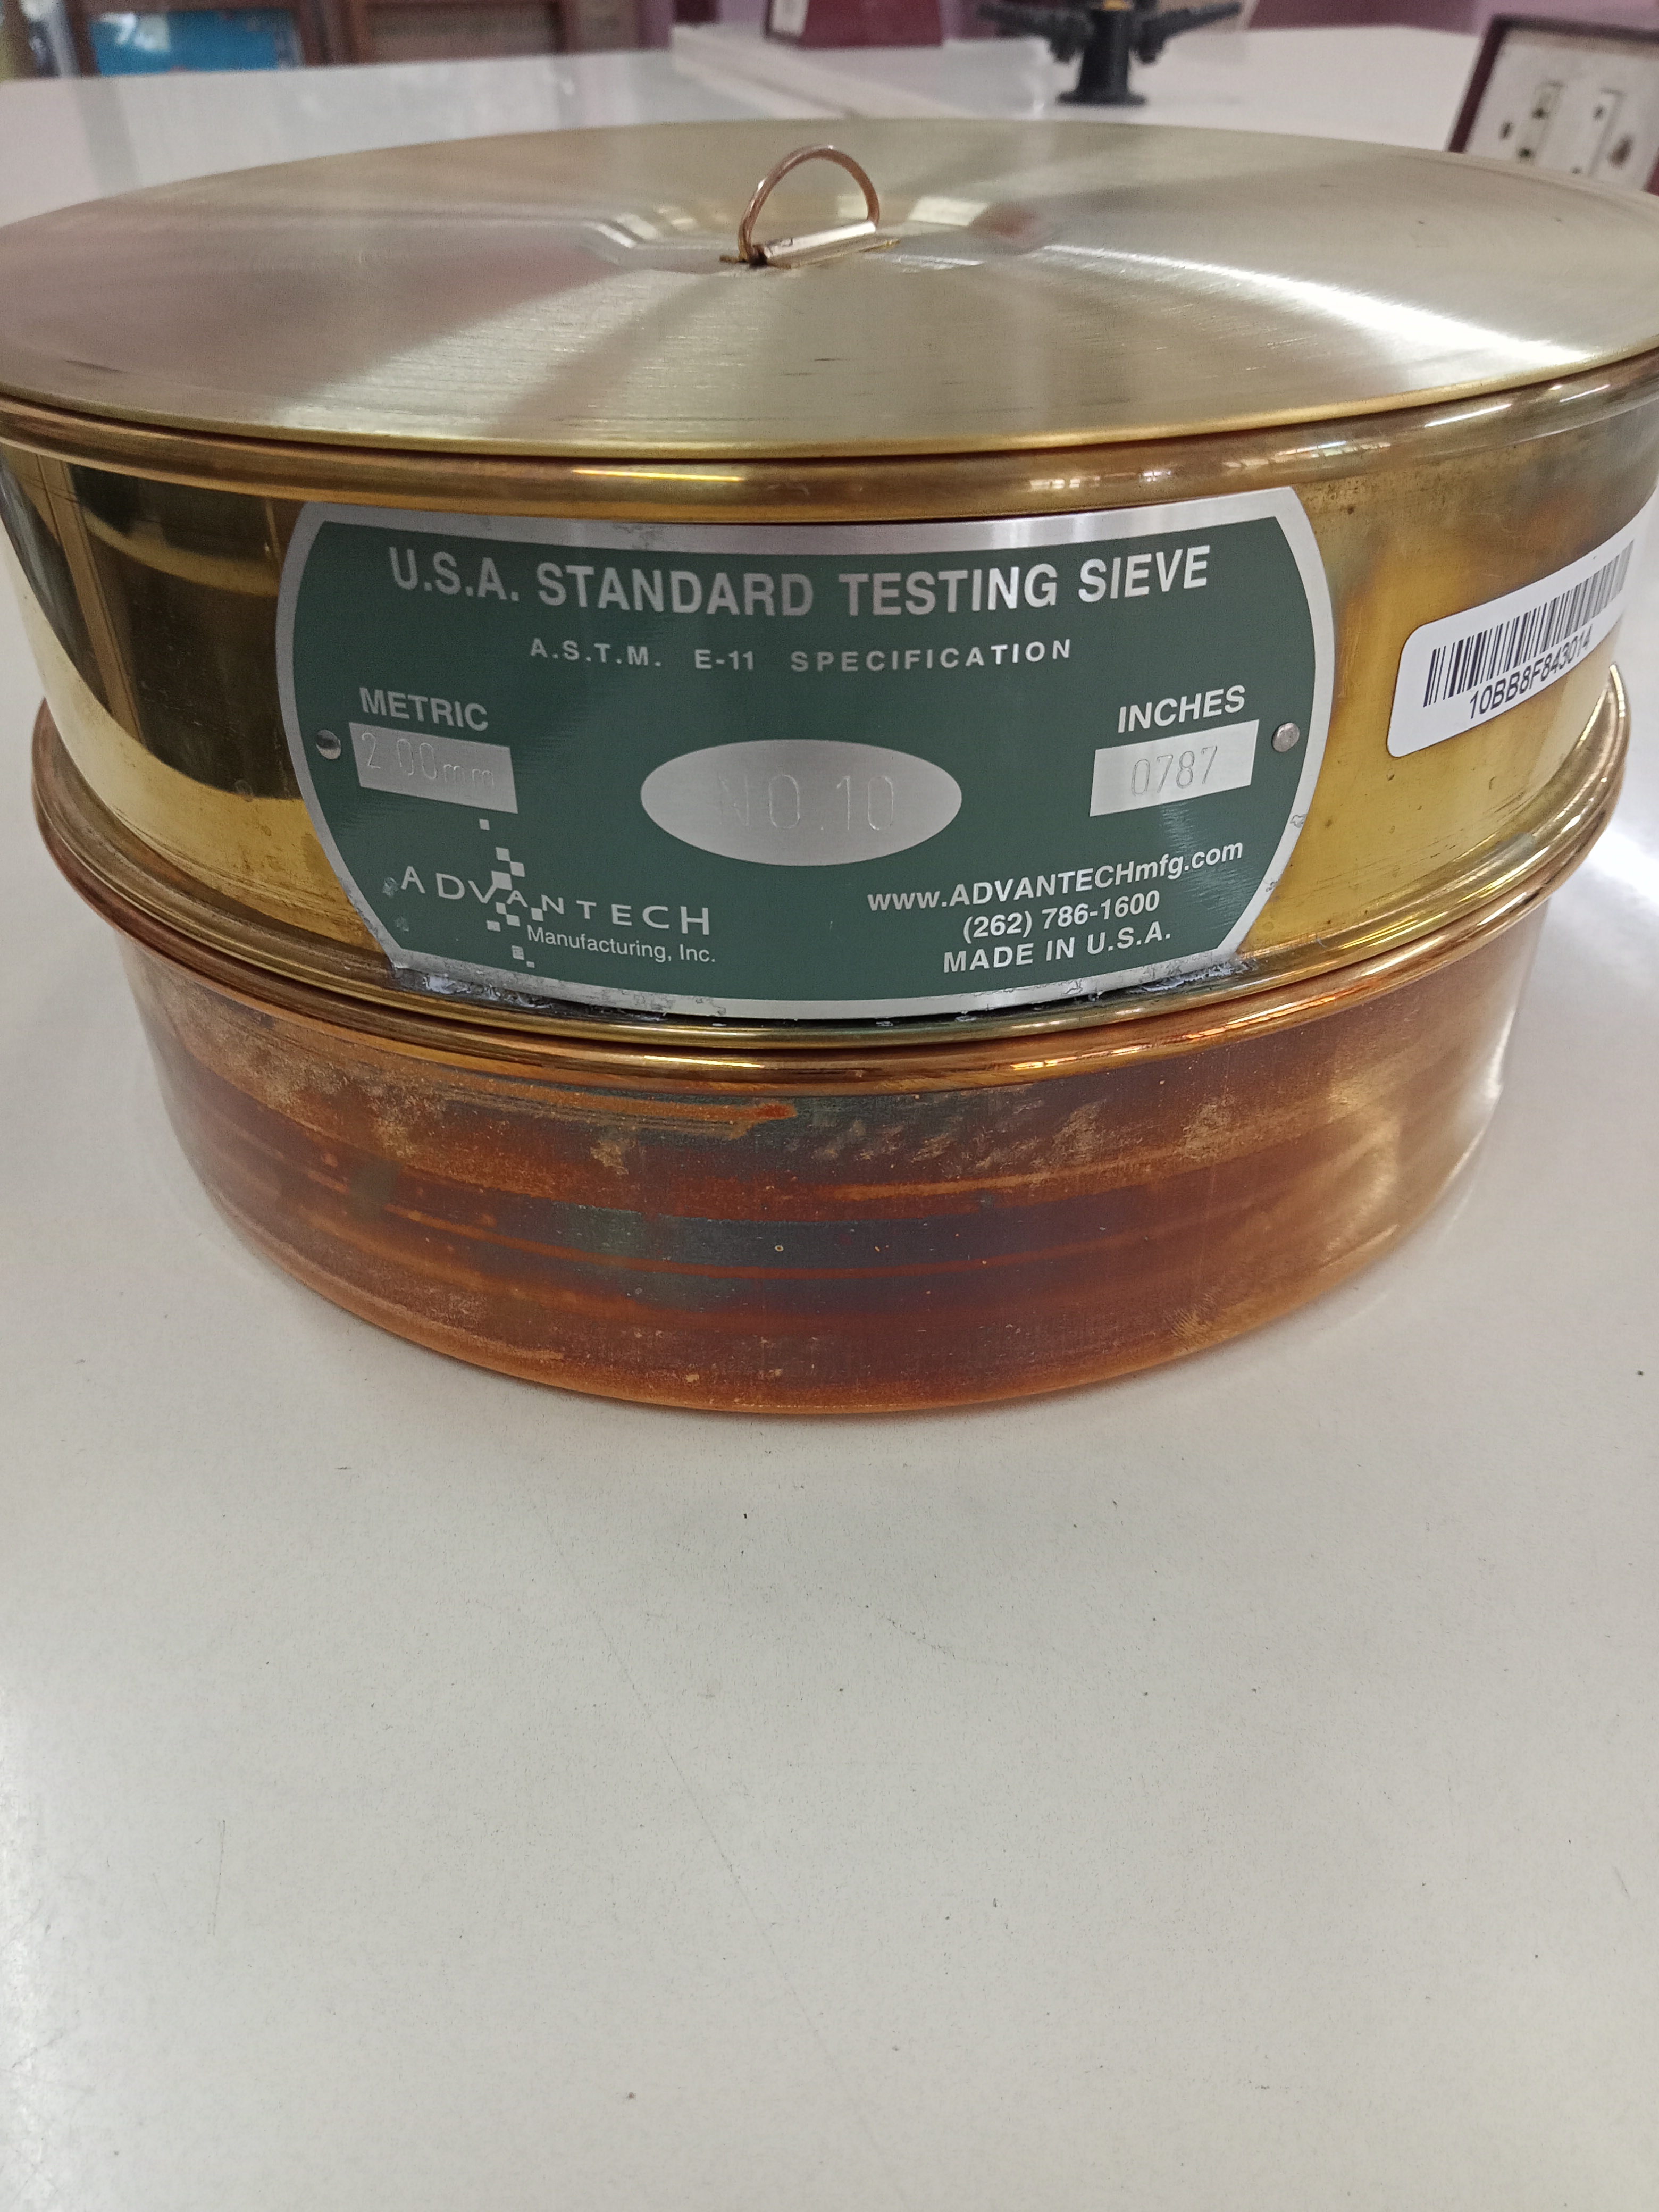 U.S.A. STANDARD TESTING SIEVE
A.S.T.M. E-11 SPECIFICATION
METRIC
2.00mm
NO.10
INCHES
0787
ADVANTECH
Manufacturing, Inc.
www.ADVANTECHmfg.com
(262) 786-1600
MADE IN U.S.A.
10BB8F843014